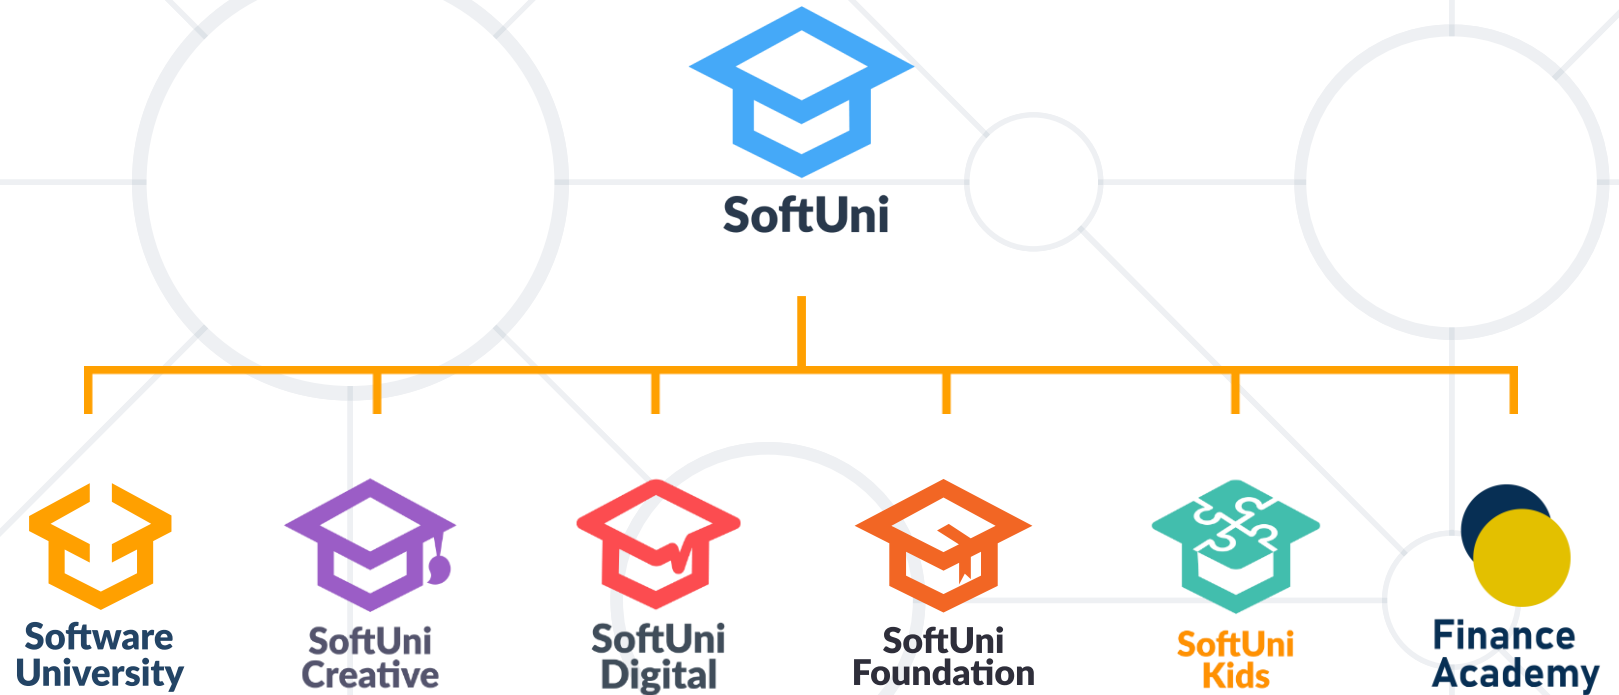 SoftUni
Software
University
SoftUni
Creative
SoftUni
Digital
SoftUni
Foundation
SoftUni
Kids
Finance
Academy